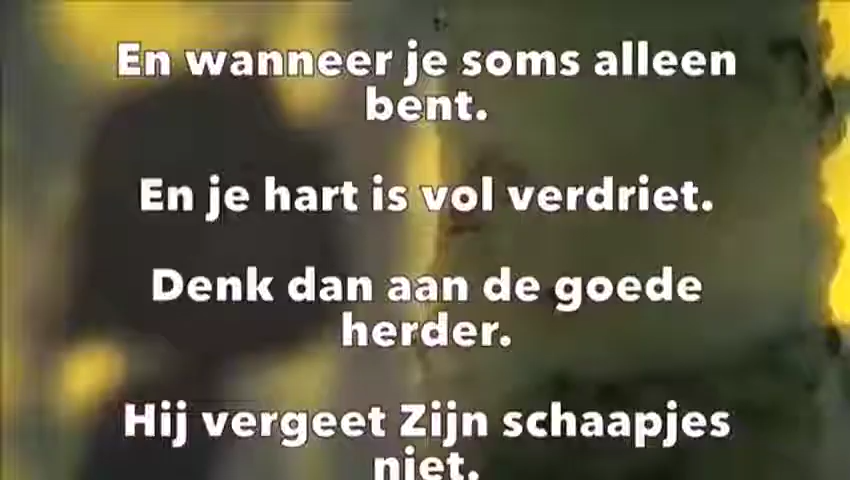 En wanneer je soms alleen
bent.
En je hart is vol verdriet.
Denk dan aan de goede
herder.
Hij vergeet Zijn schaapjes
niet.